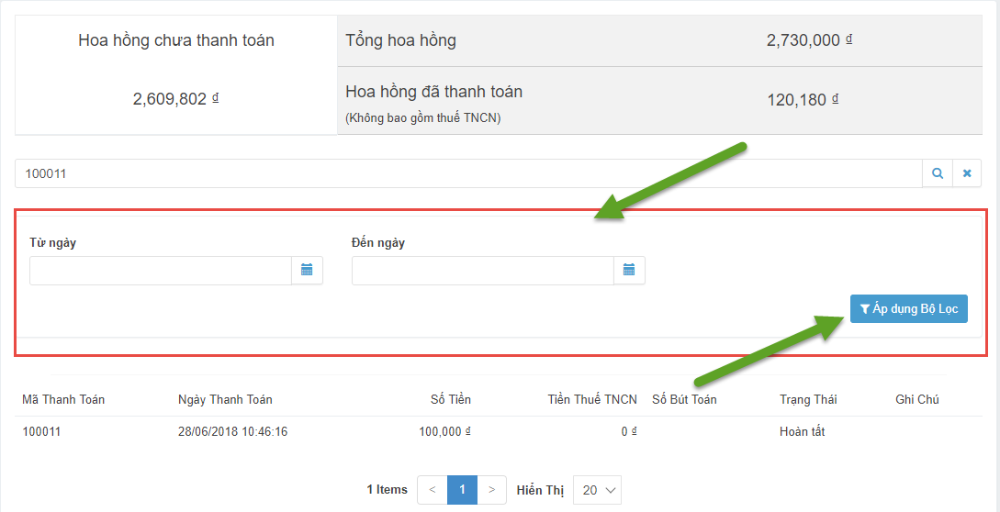 Hoa hồng chưa thanh toán
2,609,802 ₫
Tổng hoa hồng 2,730,000 ₫
Hoa hồng đã thanh toán 120,180 ₫
(Không bao gồm thuế TNCN)
100011
Từ ngày Đến ngày
Áp dụng Bộ Lọc
Mã Thanh Toán Ngày Thanh Toán Số Tiền Tiền Thuế TNCN Số Bút Toán Trạng Thái Ghi Chú
100011 28/06/2018 10:46:16 100,000 ₫ 0 ₫ Hoàn tất
1 Items < 1 > Hiển Thị 20